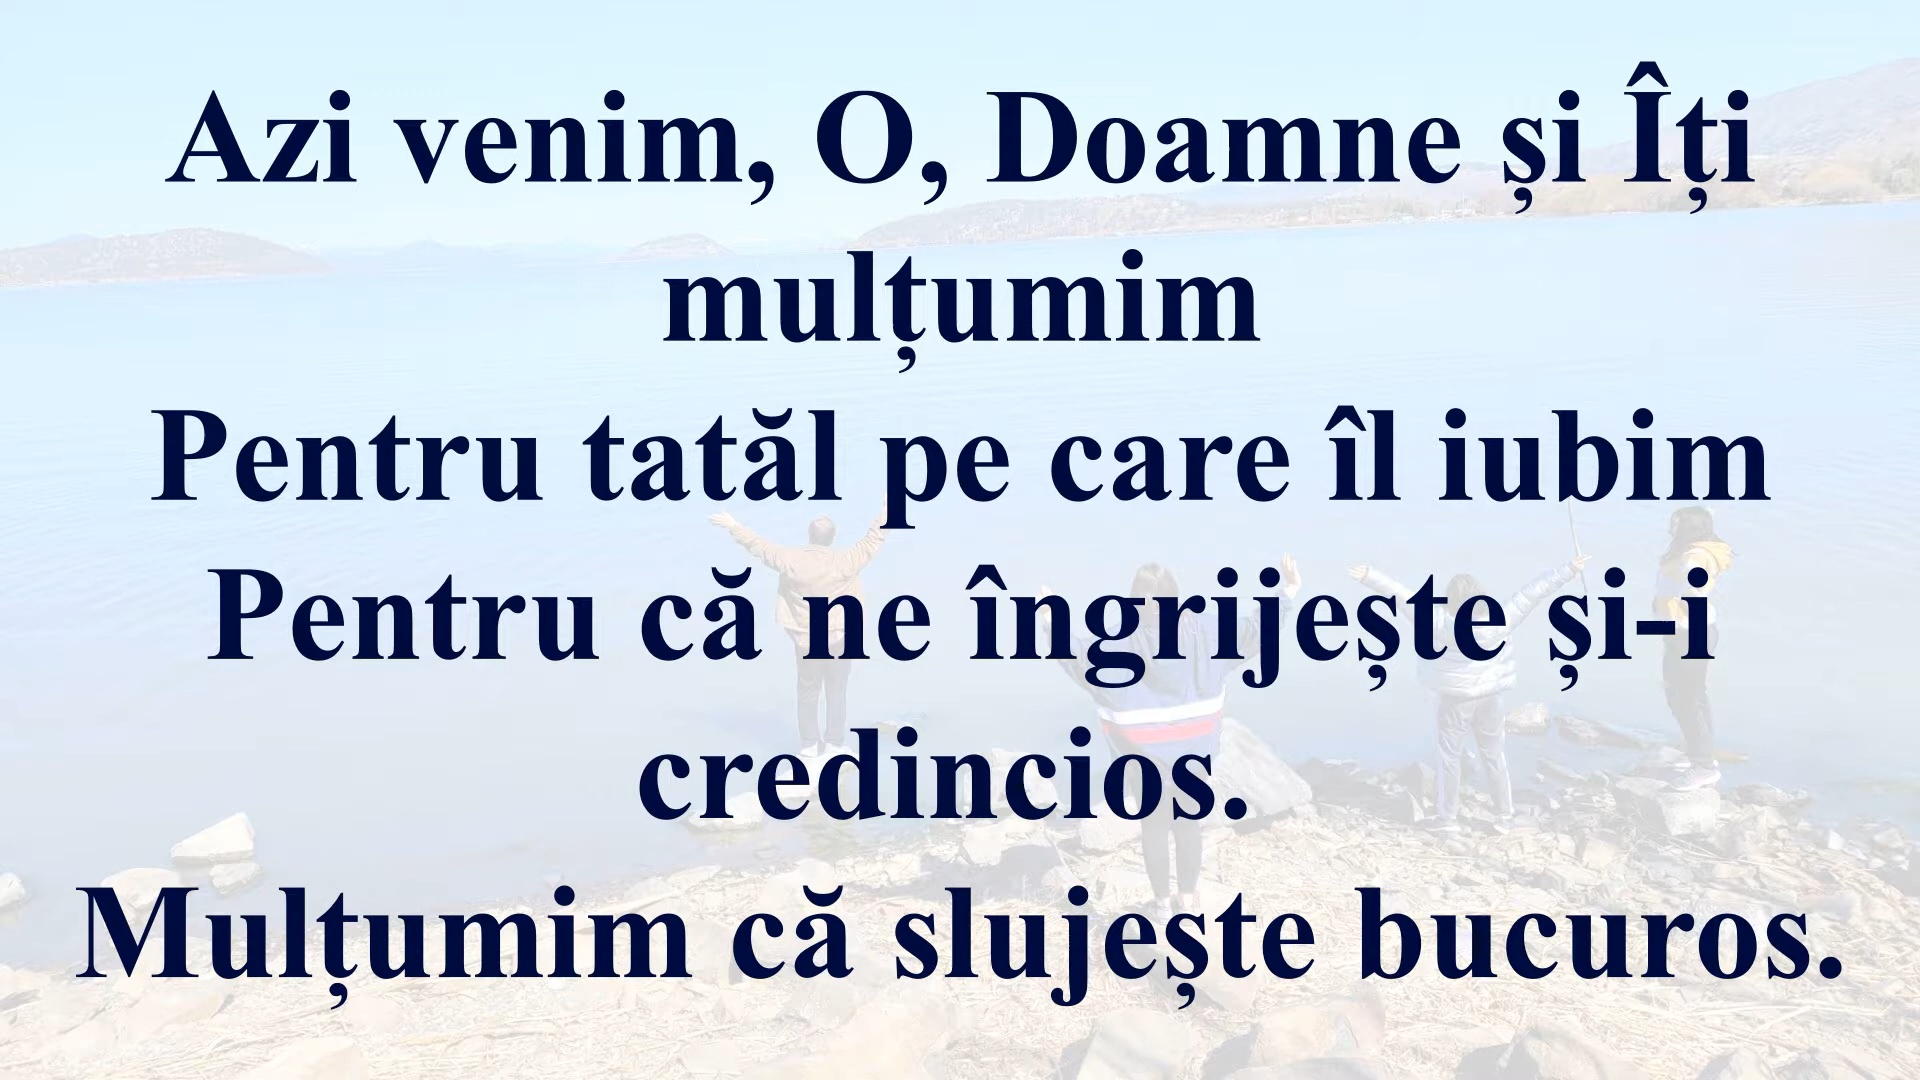 Azi venim, O, Doamne și Îți
mulțumim
Pentru tatăl pe care îl iubim
Pentru că ne îngrijește și-i
credincios.
Mulțumim că slujește bucuros.